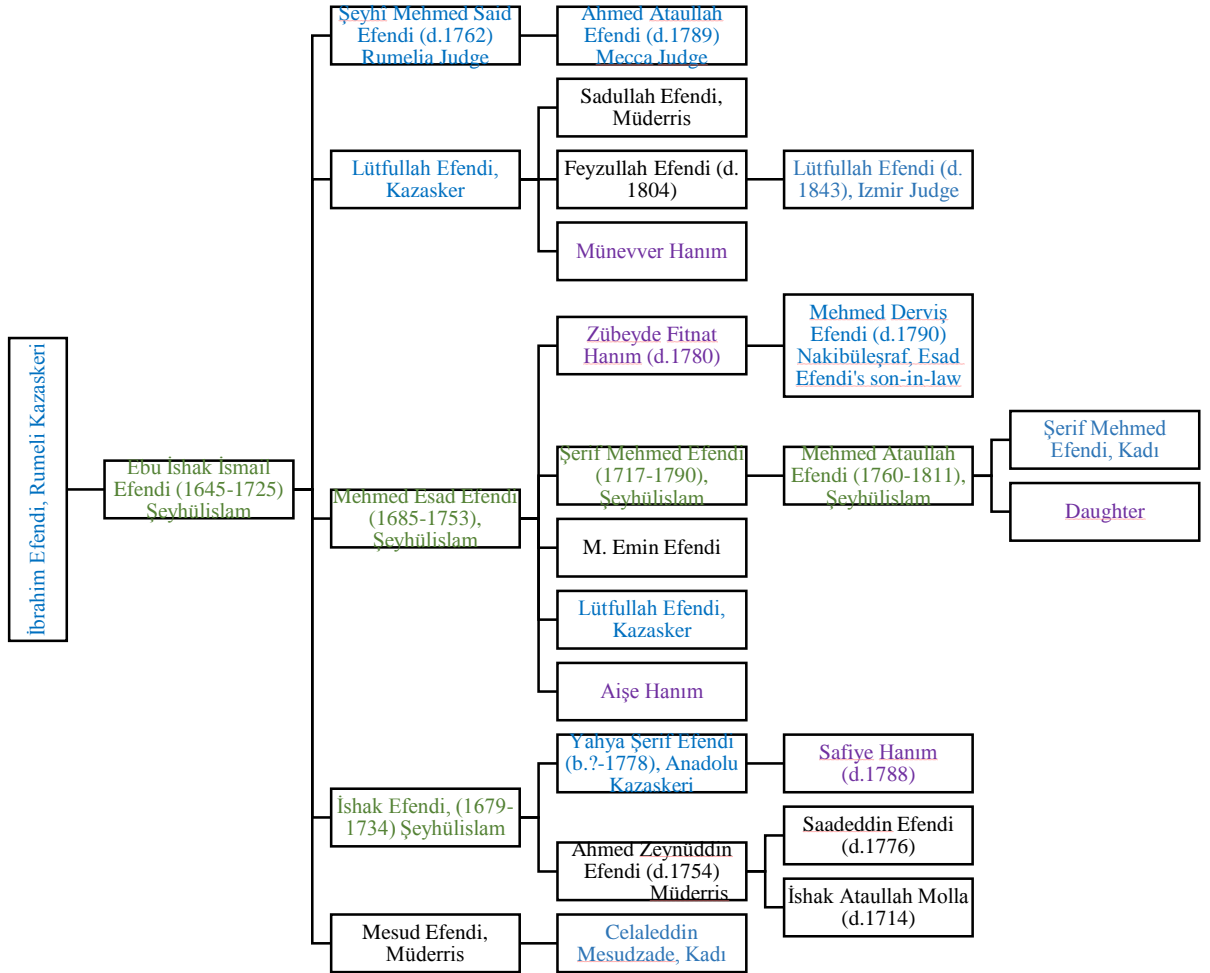 İbrahim Efendi, Rumeli Kazaskeri
Ebu İshak İsmail
Efendi (1645-1725)
Şeyhülislam
Şeyhî Mehmed Said
Efendi (d.1762)
Rumelia Judge
Ahmed Ataullah
Efendi (d.1789)
Mecca Judge
Lütfullah Efendi,
Kazasker
Sadullah Efendi,
Müderris
Feyzullah Efendi (d.
1804)
Lütfullah Efendi (d.
1843), Izmir Judge
Münevver Hanım
Mehmed Esad Efendi
(1685-1753),
Şeyhülislam
Zübeyde Fitnat
Hanım (d.1780)
Mehmed Derviş
Efendi (d.1790)
Nakibüleşraf, Esad
Efendi's son-in-law
Şerif Mehmed Efendi
(1717-1790),
Şeyhülislam
Mehmed Ataullah
Efendi (1760-1811),
Şeyhülislam
Şerif Mehmed
Efendi, Kadı
Daughter
M. Emin Efendi
Lütfullah Efendi,
Kazasker
Aişe Hanım
İshak Efendi, (1679-
1734) Şeyhülislam
Yahya Şerif Efendi
(b.?-1778), Anadolu
Kazaskeri
Safiye Hanım
(d.1788)
Ahmed Zeynüddin
Efendi (d.1754)
Müderris
Saadeddin Efendi
(d.1776)
İshak Ataullah Molla
(d.1714)
Mesud Efendi,
Müderris
Celaleddin
Mesudzade, Kadı